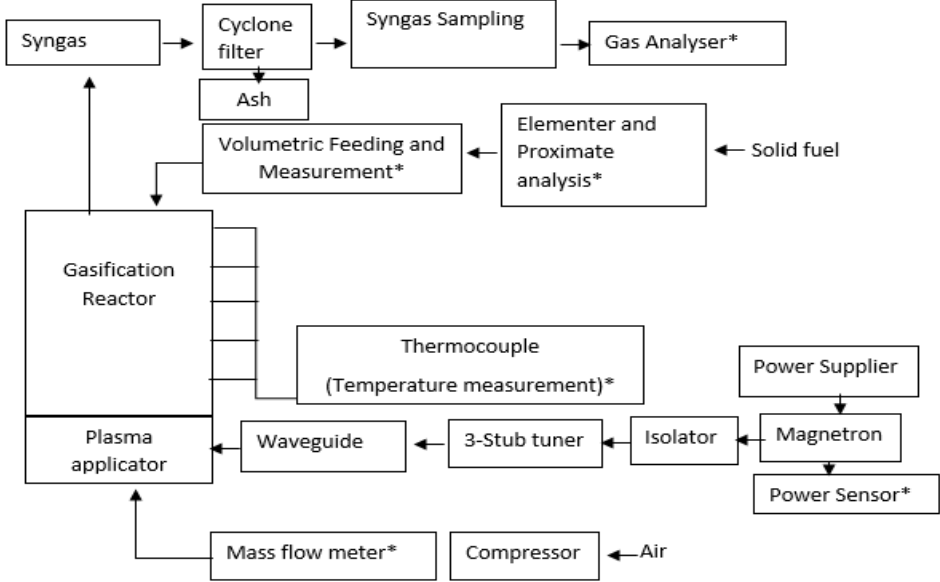 Syngas
Cyclone
filter
Syngas Sampling
Gas Analyser*
Ash
Volumetric Feeding and
Measurement*
Elementer and
Proximate
analysis*
Solid fuel
Gasification
Reactor
Thermocouple
(Temperature measurement)*
Power Supplier
Plasma
applicator
Waveguide
3-Stub tuner
Isolator
Magnetron
Power Sensor*
Mass flow meter*
Compressor
Air